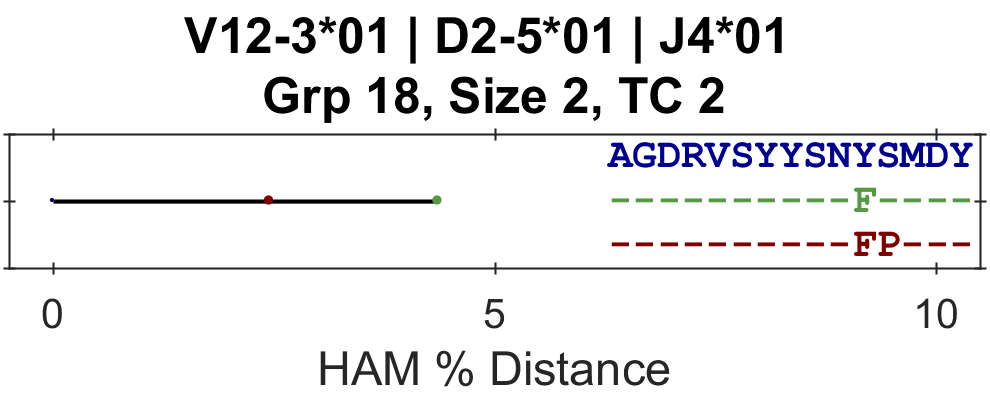 V12-3*01 | D2-5*01 | J4*01
Grp 18, Size 2, TC 2
AGDRVSYYSNYSMDY
----------F----
----------FP---
0 5 10
HAM % Distance